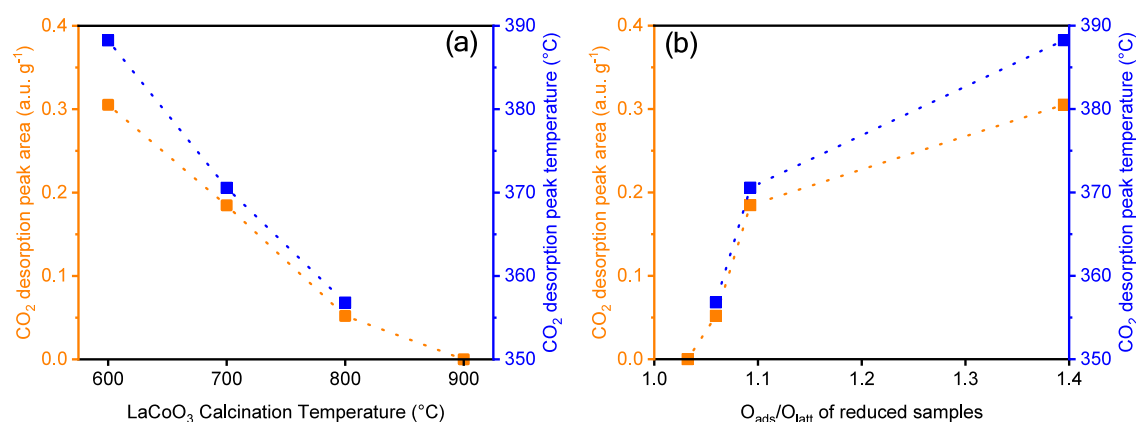 (a)
CO₂ desorption peak area (a.u. g⁻¹)
0.4
0.3
0.2
0.1
0.0
390
380
370
360
350
CO₂ desorption peak temperature (°C)
600 700 800 900
LaCoO₃ Calcination Temperature (°C)
(b)
CO₂ desorption peak area (a.u. g⁻¹)
0.4
0.3
0.2
0.1
0.0
390
380
370
360
350
CO₂ desorption peak temperature (°C)
1.0 1.1 1.2 1.3 1.4
Oads/Olatt of reduced samples